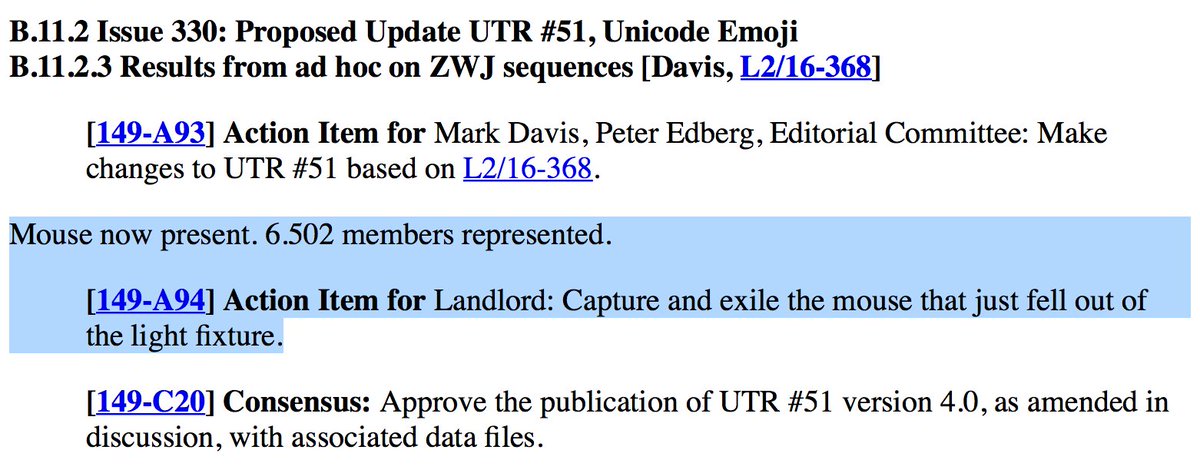 B.11.2 Issue 330: Proposed Update UTR #51, Unicode Emoji
B.11.2.3 Results from ad hoc on ZWJ sequences [Davis, L2/16-368]
[149-A93] Action Item for Mark Davis, Peter Edberg, Editorial Committee: Make
changes to UTR #51 based on L2/16-368.
Mouse now present. 6.502 members represented.
[149-A94] Action Item for Landlord: Capture and exile the mouse that just fell out of
the light fixture.
[149-C20] Consensus: Approve the publication of UTR #51 version 4.0, as amended in
discussion, with associated data files.